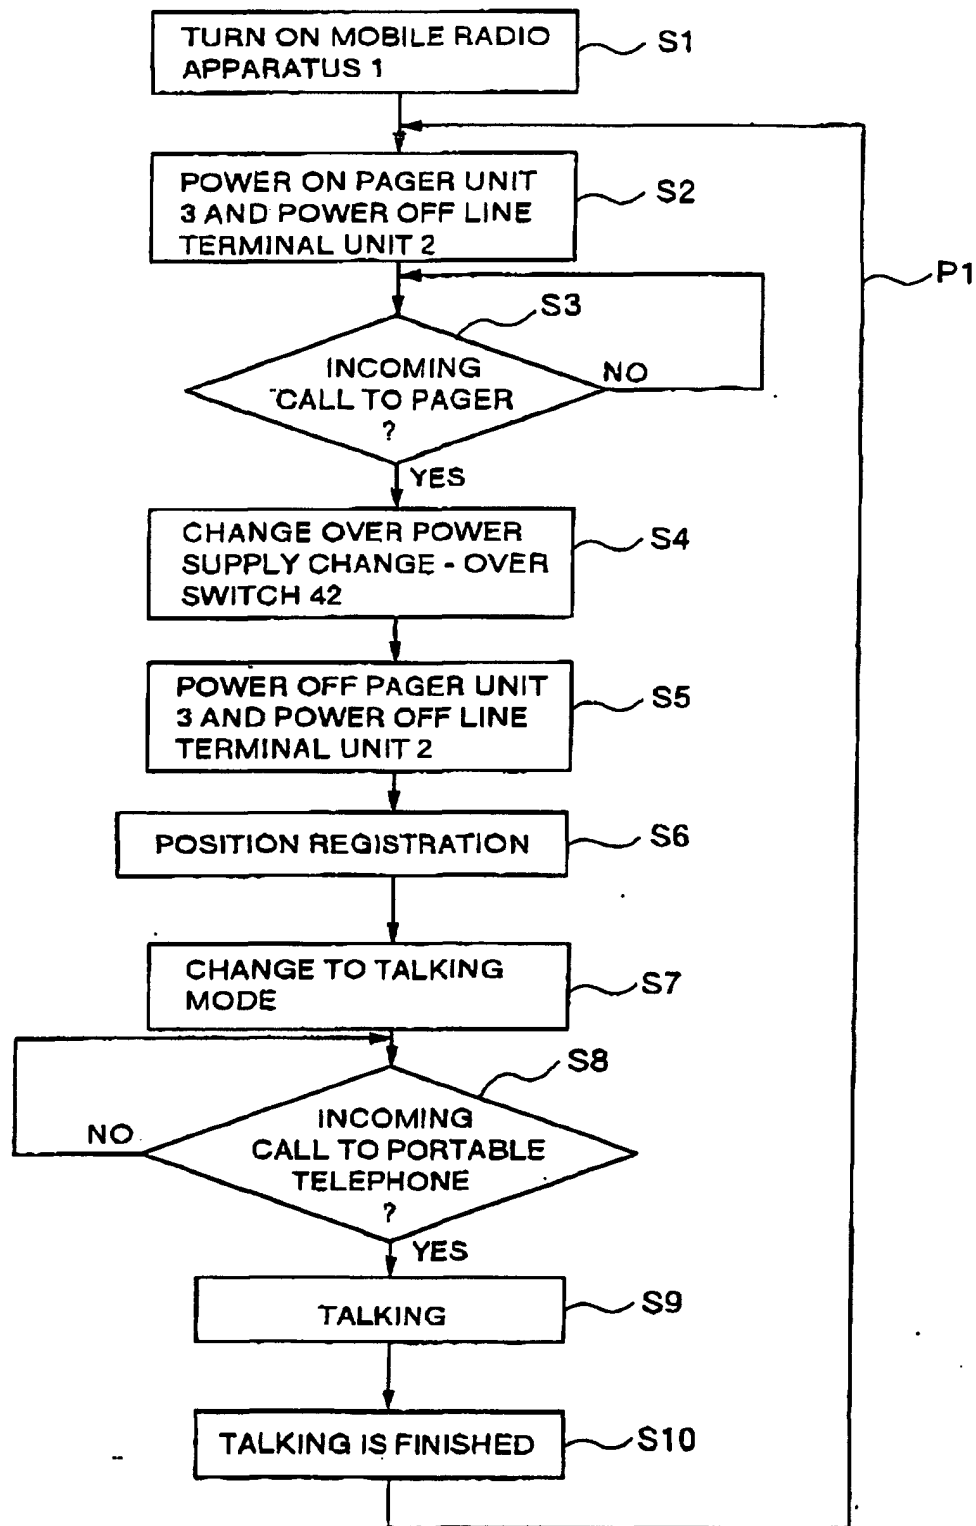 TURN ON MOBILE RADIO
APPARATUS 1
S1
POWER ON PAGER UNIT
3 AND POWER OFF LINE
TERMINAL UNIT 2
S2
P1
S3
INCOMING
CALL TO PAGER
?
NO
YES
CHANGE OVER POWER
SUPPLY CHANGE - OVER
SWITCH 42
S4
POWER OFF PAGER UNIT
3 AND POWER OFF LINE
TERMINAL UNIT 2
S5
POSITION REGISTRATION
S6
CHANGE TO TALKING
MODE
S7
S8
INCOMING
CALL TO PORTABLE
TELEPHONE
?
NO
YES
TALKING
S9
TALKING IS FINISHED
S10